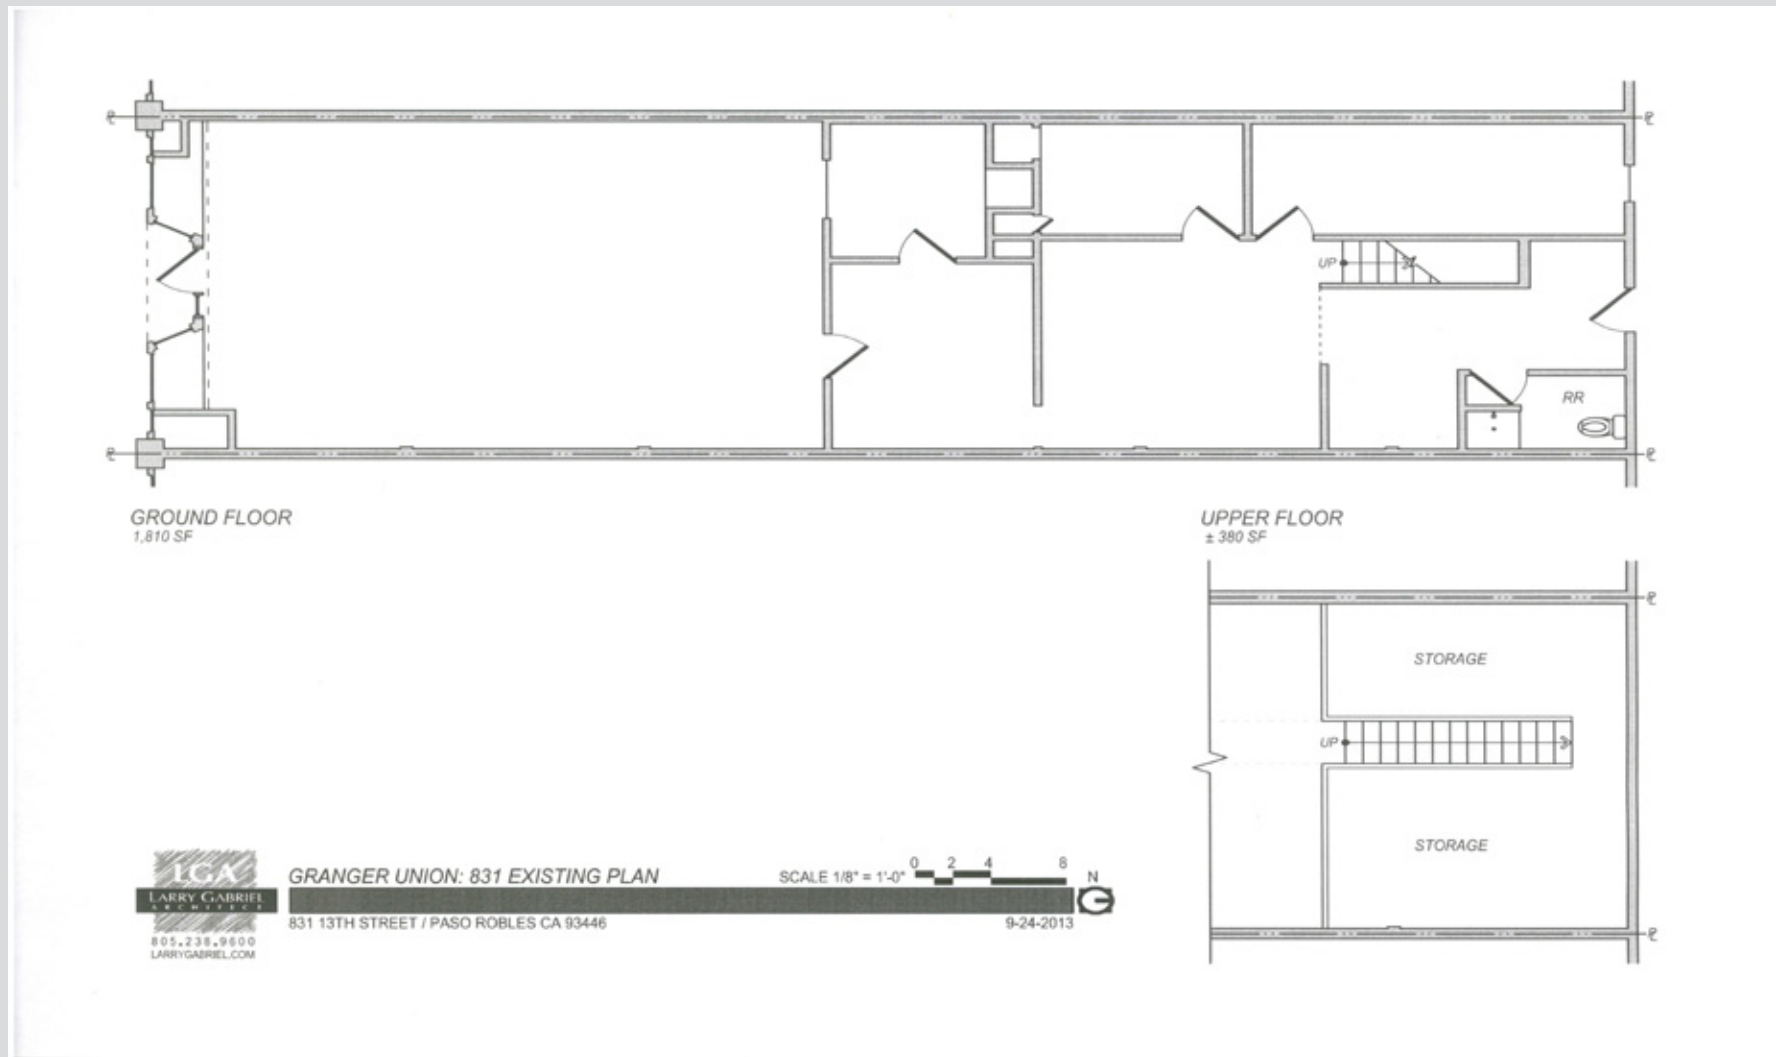 UP
RR
GROUND FLOOR
1,810 SF
UPPER FLOOR
± 380 SF
STORAGE
UP
STORAGE
LGA
LARRY GABRIEL
ARCHITECT
805.238.9600
LARRYGABRIEL.COM
GRANGER UNION: 831 EXISTING PLAN
SCALE 1/8" = 1'-0"
0 2 4 8
N
831 13TH STREET / PASO ROBLES CA 93446
9-24-2013